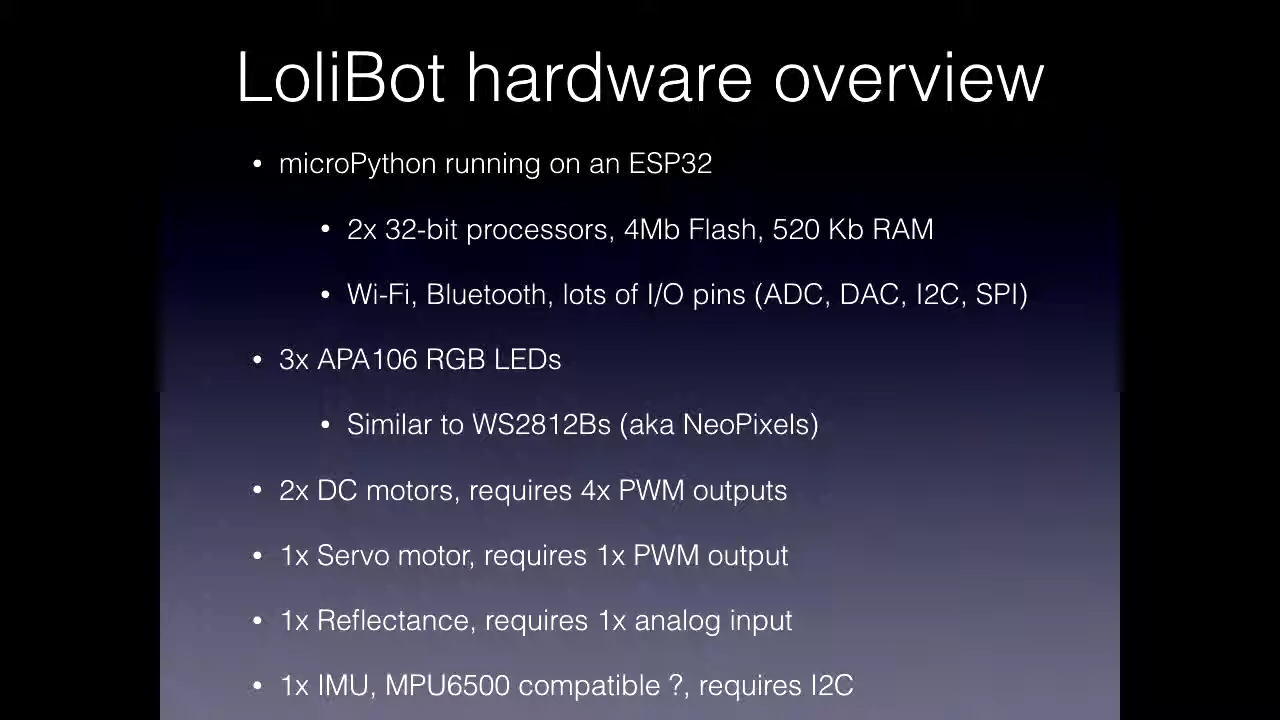 LoliBot hardware overview
• microPython running on an ESP32
• 2x 32-bit processors, 4Mb Flash, 520 Kb RAM
• Wi-Fi, Bluetooth, lots of I/O pins (ADC, DAC, I2C, SPI)
• 3x APA106 RGB LEDs
• Similar to WS2812Bs (aka NeoPixels)
• 2x DC motors, requires 4x PWM outputs
• 1x Servo motor, requires 1x PWM output
• 1x Reflectance, requires 1x analog input
• 1x IMU, MPU6500 compatible ?, requires I2C